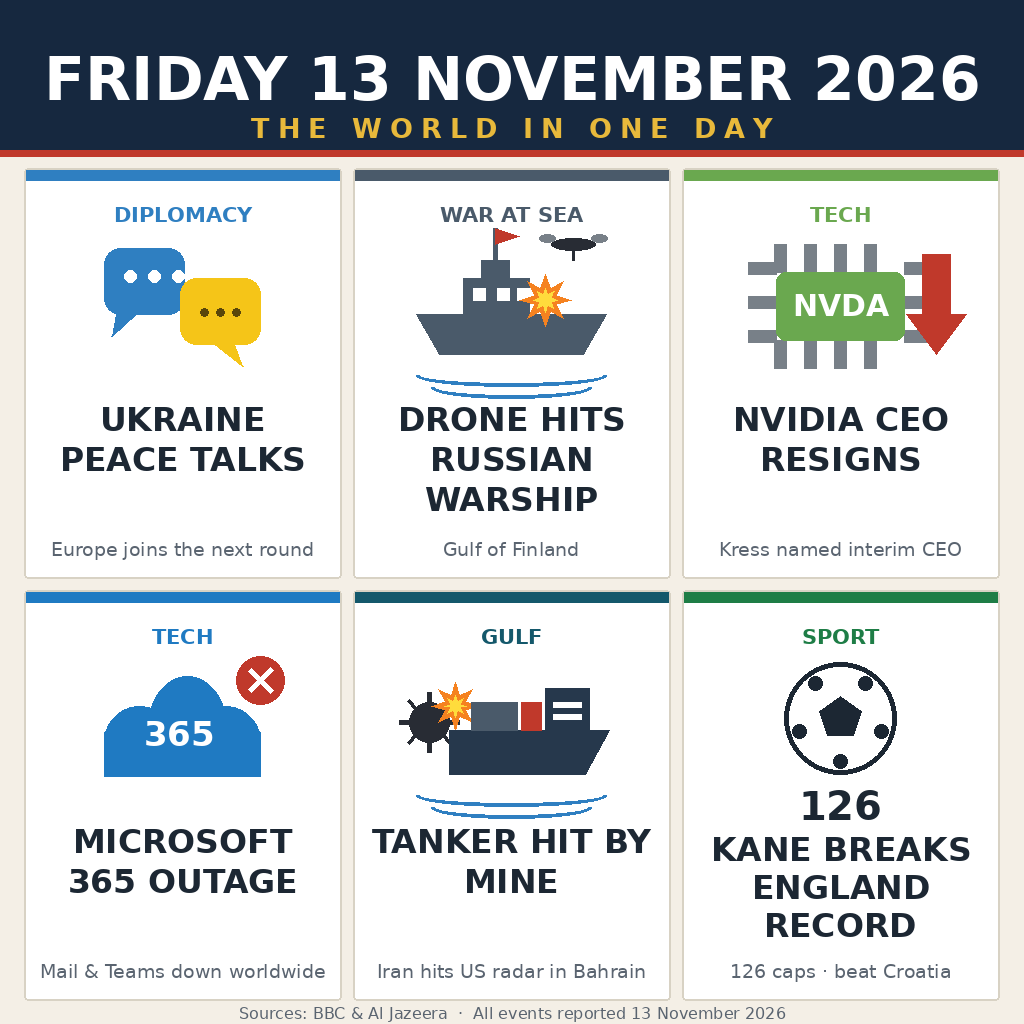 FRIDAY 13 NOVEMBER 2026
THE WORLD IN ONE DAY
DIPLOMACY
UKRAINE
PEACE TALKS
Europe joins the next round
WAR AT SEA
DRONE HITS
RUSSIAN
WARSHIP
Gulf of Finland
TECH
NVDA
NVIDIA CEO
RESIGNS
Kress named interim CEO
TECH
365
MICROSOFT
365 OUTAGE
Mail & Teams down worldwide
GULF
TANKER HIT BY
MINE
Iran hits US radar in Bahrain
SPORT
126
KANE BREAKS
ENGLAND
RECORD
126 caps · beat Croatia
Sources: BBC & Al Jazeera · All events reported 13 November 2026